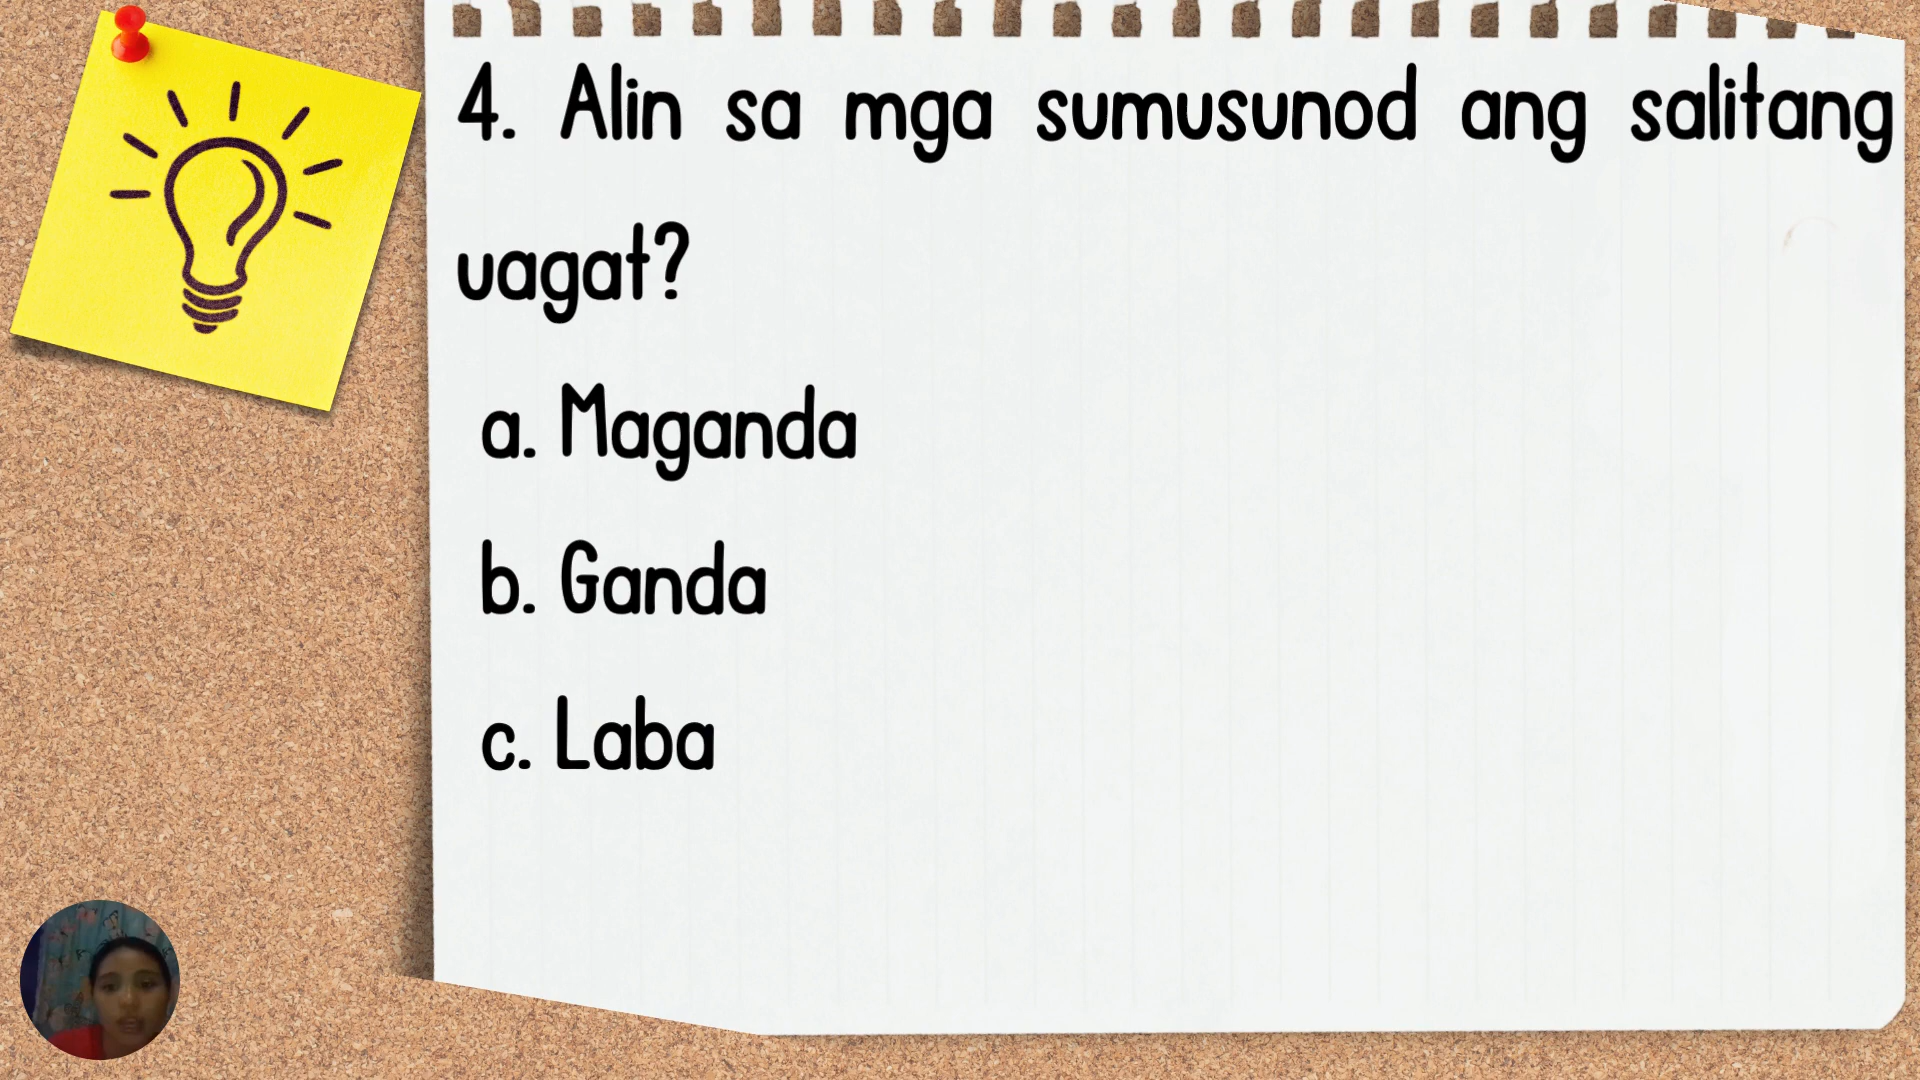 4. Alin sa mga sumusunod ang salitang
uagat?
a. Maganda
b. Ganda
c. Laba